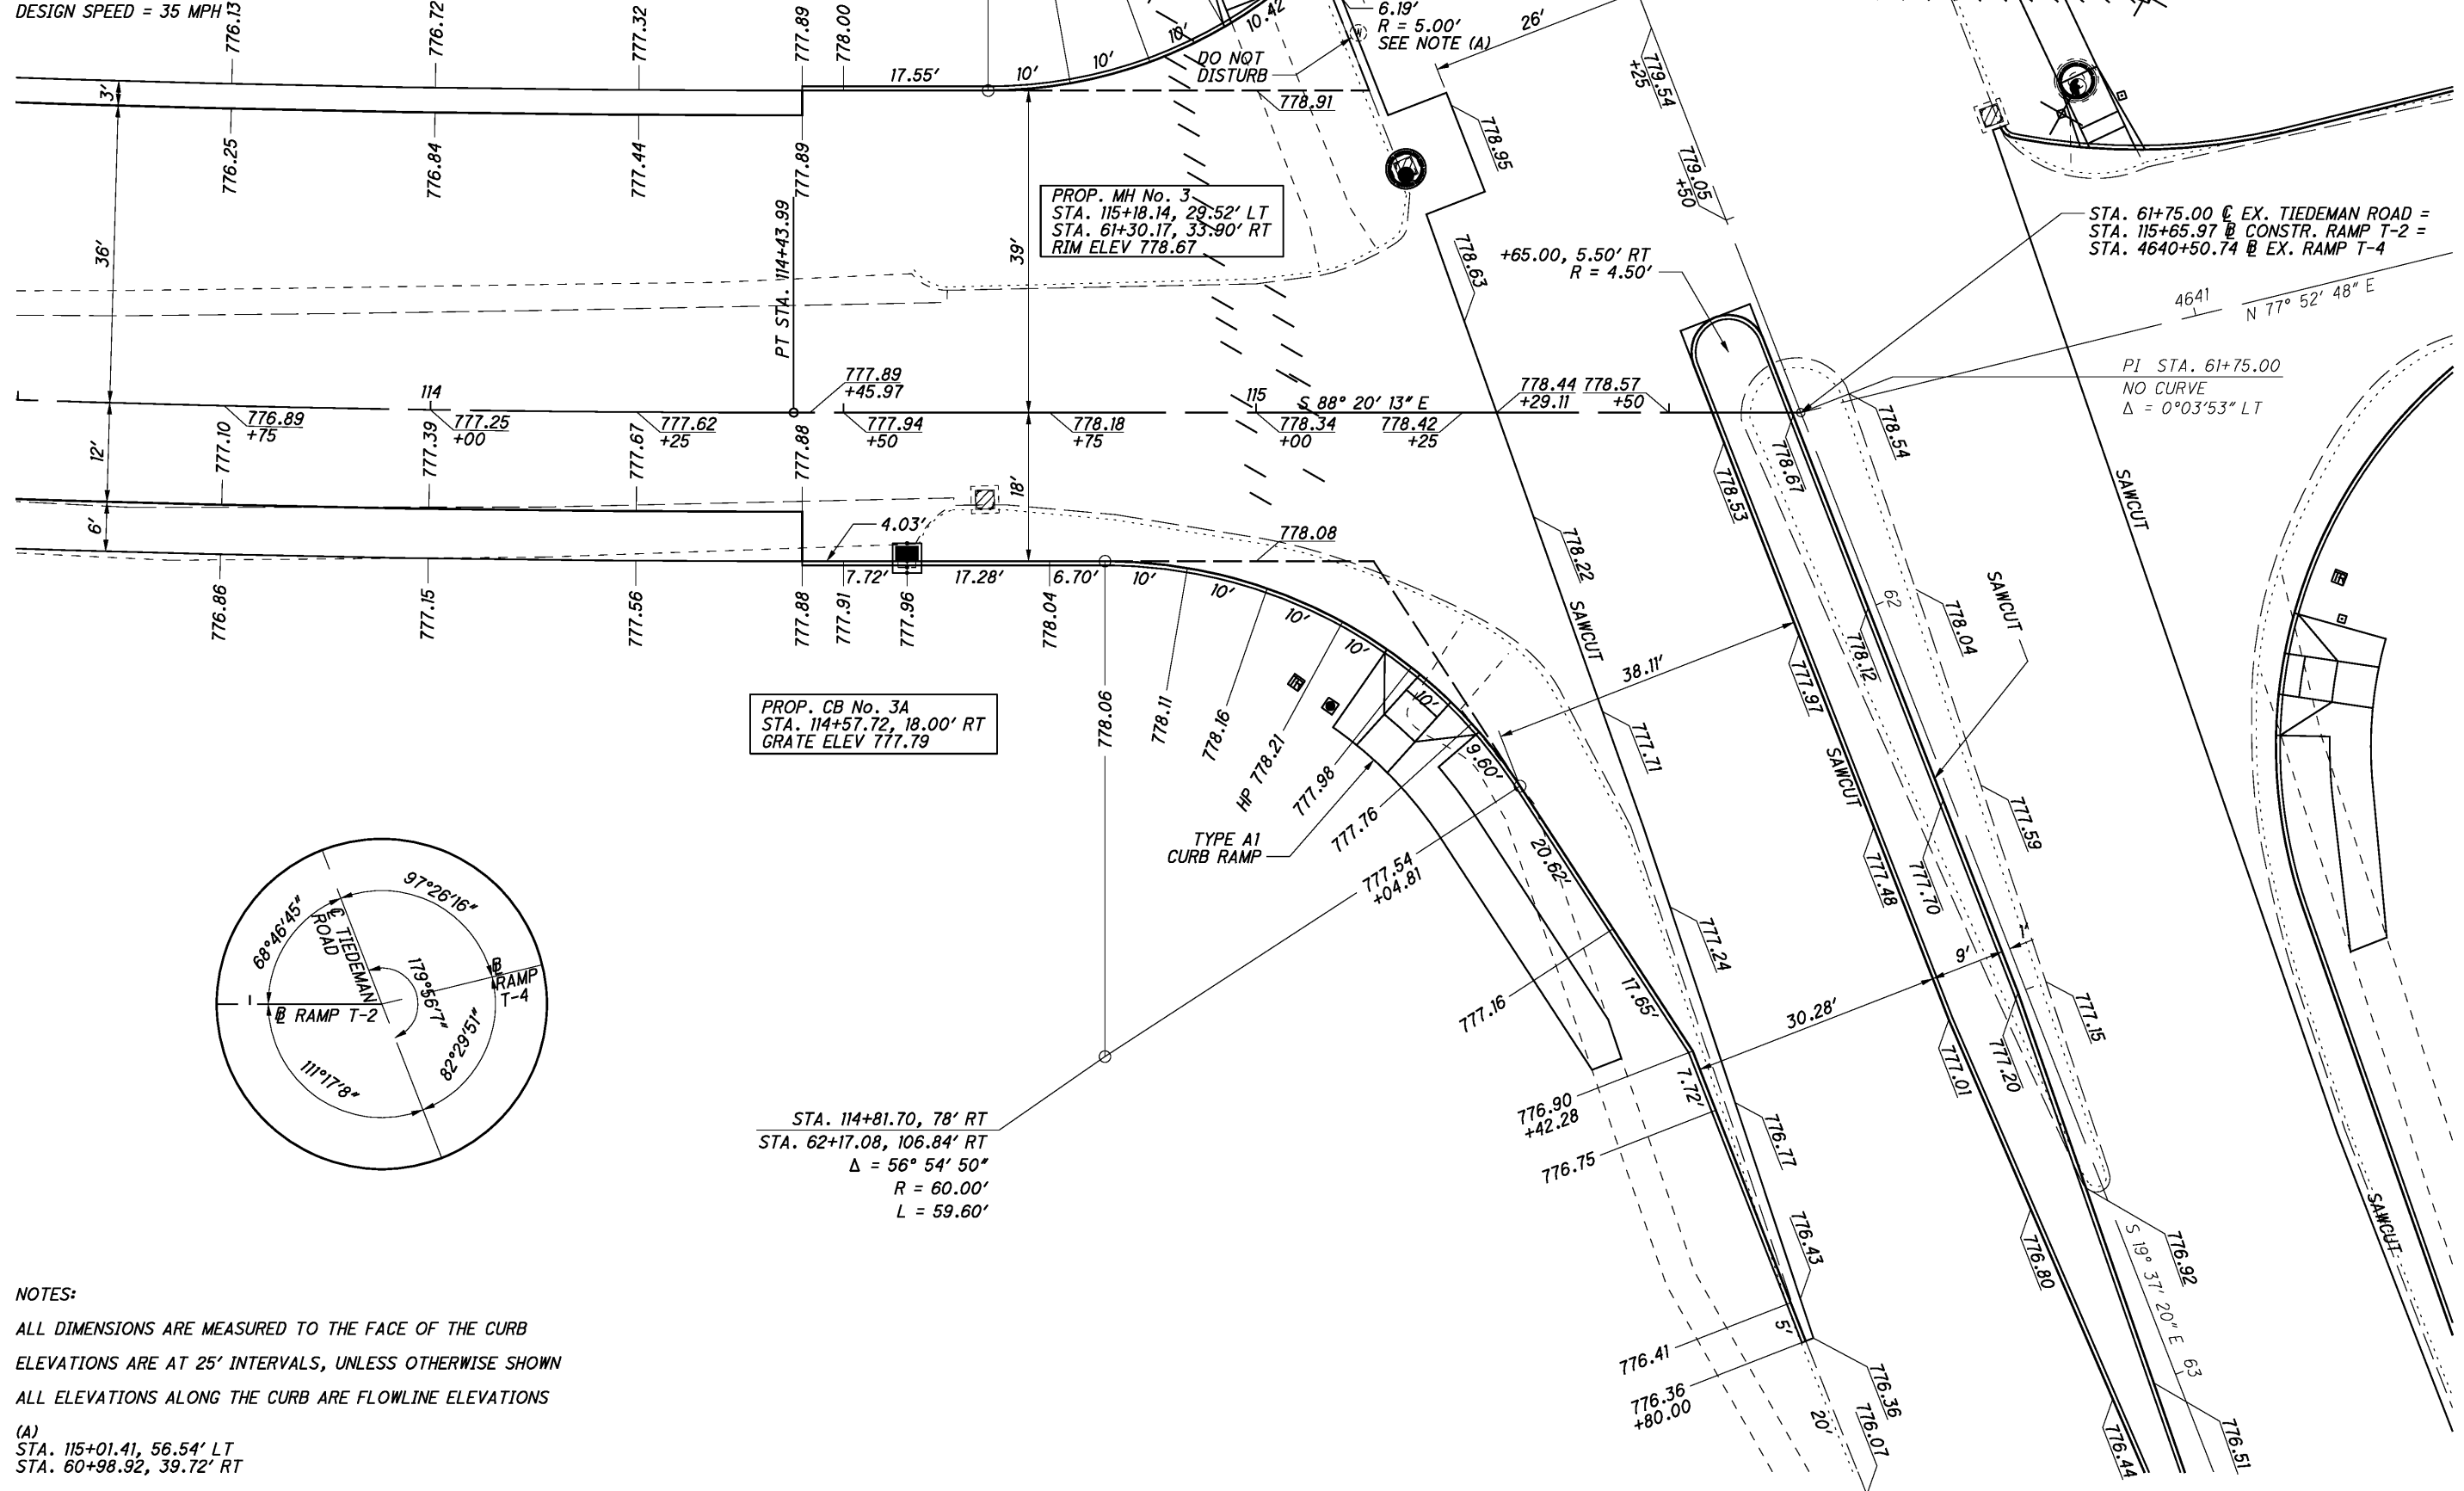 DESIGN SPEED = 35 MPH
776.13
776.72
777.32
777.89
778.00
17.55'
10'
10'
10'
10.42'
6.19'
R = 5.00'
SEE NOTE (A)
DO NOT
DISTURB
26'
779.54
+25
3'
778.91
778.95
776.25
776.84
777.44
777.89
779.05
+50
36'
PT STA. 114+43.99
39'
PROP. MH No. 3
STA. 115+18.14, 29.52' LT
STA. 61+30.17, 33.90' RT
RIM ELEV 778.67
778.63
+65.00, 5.50' RT
R = 4.50'
STA. 61+75.00 ℄ EX. TIEDEMAN ROAD =
STA. 115+65.97 BL CONSTR. RAMP T-2 =
STA. 4640+50.74 BL EX. RAMP T-4
4641
N 77° 52' 48" E
PI STA. 61+75.00
NO CURVE
Δ = 0°03'53" LT
777.89
+45.97
114
115
S 88° 20' 13" E
778.44
+29.11
778.57
+50
776.89
+75
777.25
+00
777.62
+25
777.94
+50
778.18
+75
778.34
+00
778.42
+25
12'
777.10
777.39
777.67
777.88
18'
778.54
778.67
778.53
SAWCUT
6'
4.03'
778.08
778.22
7.72'
17.28'
6.70'
10'
10'
10'
10'
10'
9.60'
776.86
777.15
777.56
777.88
777.91
777.96
778.04
778.06
778.11
778.16
HP 778.21
777.98
777.76
777.54
+04.81
SAWCUT
SAWCUT
62
778.04
778.12
38.11'
777.97
777.71
SAWCUT
PROP. CB No. 3A
STA. 114+57.72, 18.00' RT
GRATE ELEV 777.79
TYPE A1
CURB RAMP
20.62'
777.59
777.48
777.70
97°26'16"
68°46'45"
℄ TIEDEMAN
ROAD
179°56'7"
BL
RAMP
T-4
BL RAMP T-2
82°29'51"
111°17'8"
777.24
1'
9'
17.65'
777.16
30.28'
777.15
777.20
777.01
7.72'
776.90
+42.28
776.75
776.77
STA. 114+81.70, 78' RT
STA. 62+17.08, 106.84' RT
Δ = 56° 54' 50"
R = 60.00'
L = 59.60'
776.43
776.80
776.92
S 19° 37' 20" E
63
SAWCUT
5'
776.41
776.36
+80.00
776.36
20'
776.07
776.44
776.51
NOTES:
ALL DIMENSIONS ARE MEASURED TO THE FACE OF THE CURB
ELEVATIONS ARE AT 25' INTERVALS, UNLESS OTHERWISE SHOWN
ALL ELEVATIONS ALONG THE CURB ARE FLOWLINE ELEVATIONS
(A)
STA. 115+01.41, 56.54' LT
STA. 60+98.92, 39.72' RT